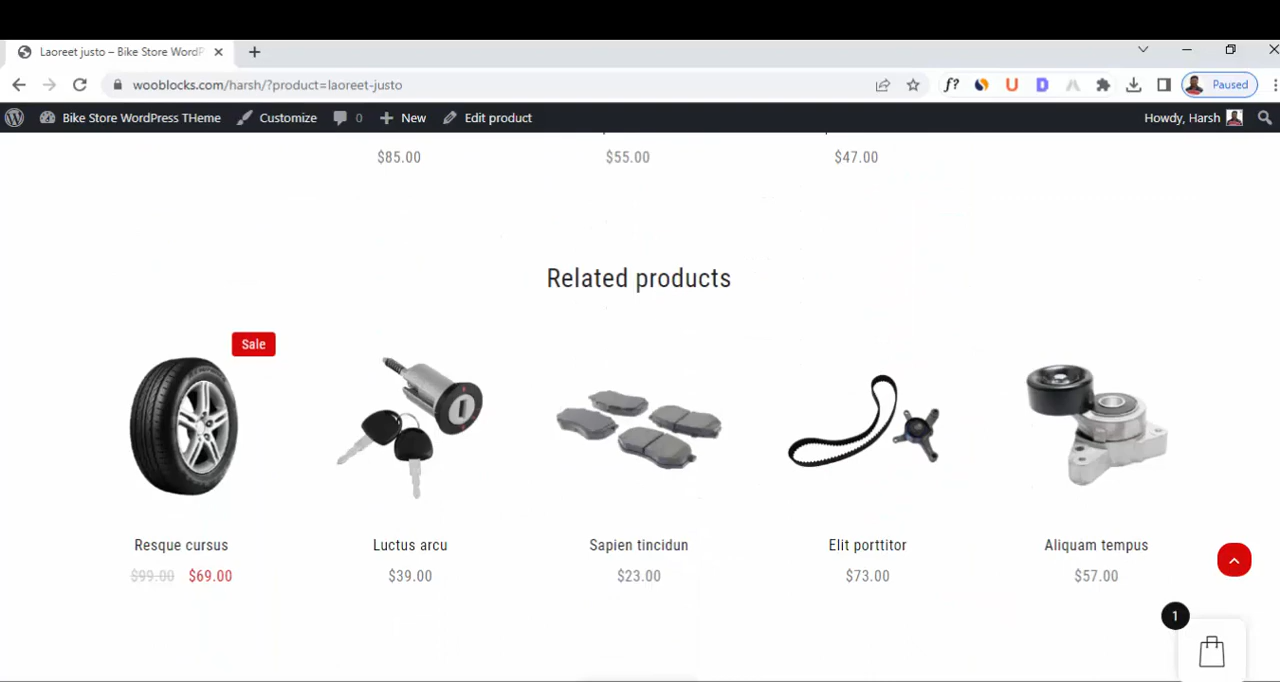 Laoreet justo – Bike Store WordP
wooblocks.com/harsh/?product=laoreet-justo
Paused
Bike Store WordPress THeme Customize 0 New Edit product Howdy, Harsh
$85.00 $55.00 $47.00
Related products
Sale
Resque cursus Luctus arcu Sapien tincidun Elit porttitor Aliquam tempus
$99.00 $69.00 $39.00 $23.00 $73.00 $57.00
1